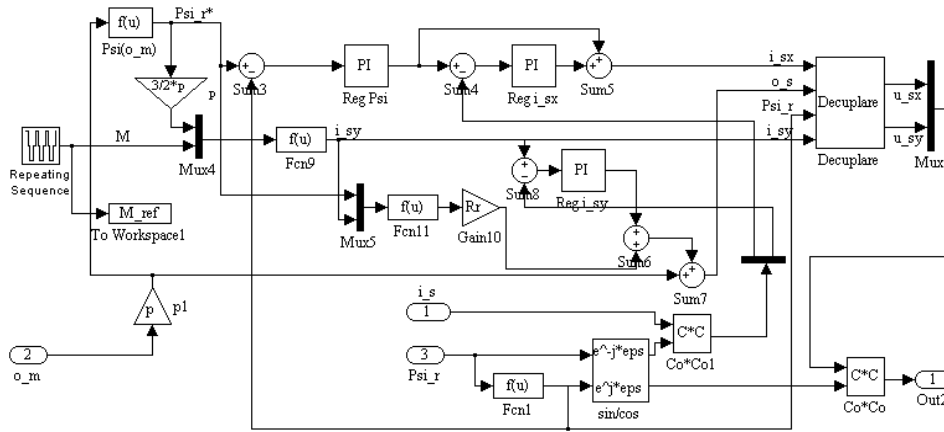 f(u)
Psi_r*
Psi(o_m)
3/2*p
p
Sum3
PI
Reg Psi
Sum4
PI
Reg i_sx
Sum5
i_sx
o_s
Psi_r
i_sy
Decuplare
Decuplare
u_sx
u_sy
Mux
Repeating
Sequence
M
Mux4
f(u)
Fcn9
i_sy
M_ref
To Workspace1
Mux5
f(u)
Fcn11
Rr
Gain10
Sum8
PI
Reg i_sy
Sum6
Sum7
p
p1
2
o_m
i_s
1
3
Psi_r
f(u)
Fcn1
e^-j*eps
e^j*eps
sin/cos
C*C
Co*Co1
C*C
Co*Co
1
Out2